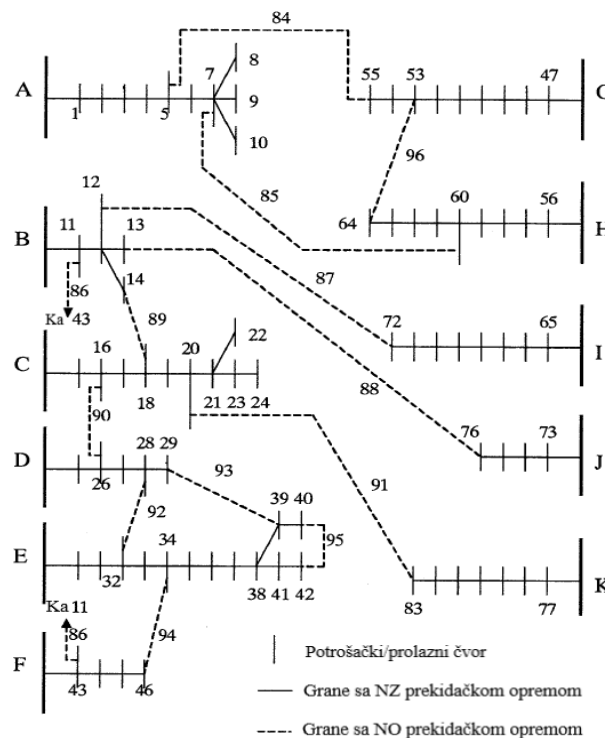 84
8
7
55 53 47
A 9 G
1 5
10
96
12 85 60
64 56
11 13 H
B
14 87
86
Ka 43 89 72 65
22
16 20 I
C
88
18 21 23 24 76 73
90
28 29 J
D 93 91
26
92 39 40
34
E 95
32 38 41 42 K
83 77
Ka 11
86 94
Potrošački/prolazni čvor
F
43 46 Grane sa NZ prekidačkom opremom
Grane sa NO prekidačkom opremom